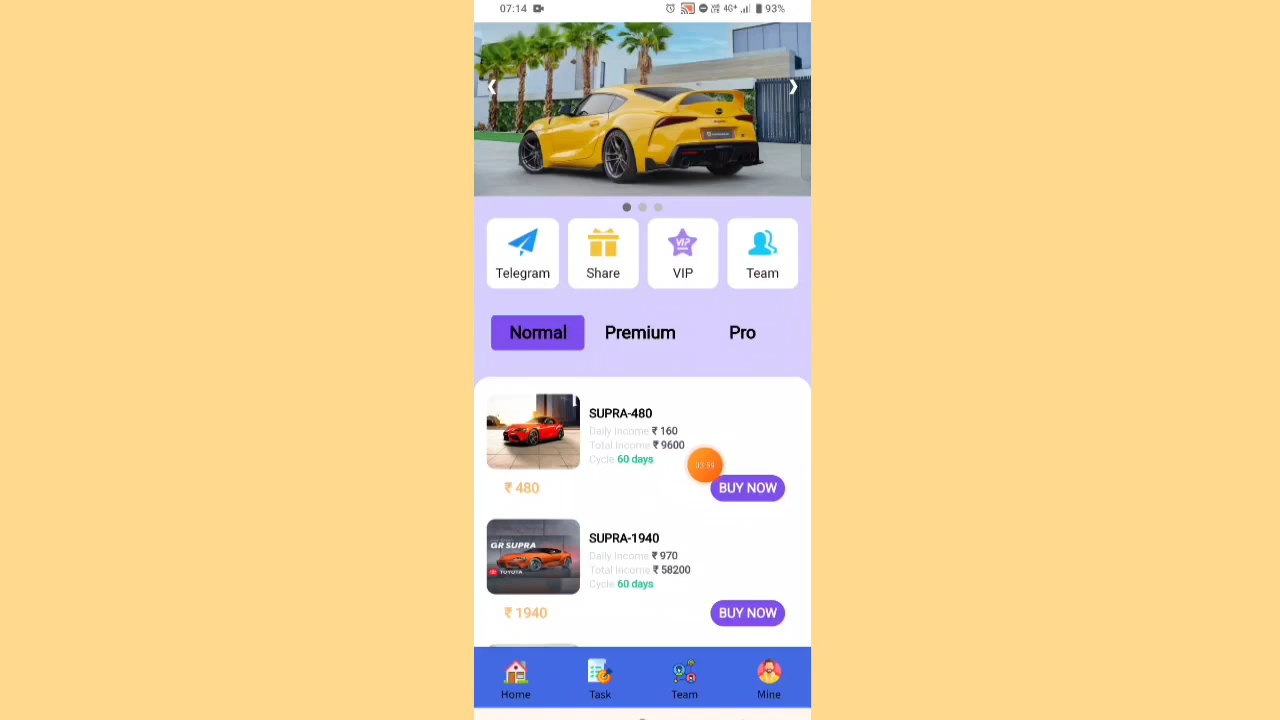 07:14
4G+ 93%
Telegram Share VIP Team
Normal Premium Pro
SUPRA-480
Daily Income ₹ 160
Total Income ₹ 9600
Cycle 60 days
₹ 480 BUY NOW
SUPRA-1940
GR SUPRA
Daily Income ₹ 970
Total Income ₹ 58200
TOYOTA
Cycle 60 days
₹ 1940 BUY NOW
Home Task Team Mine